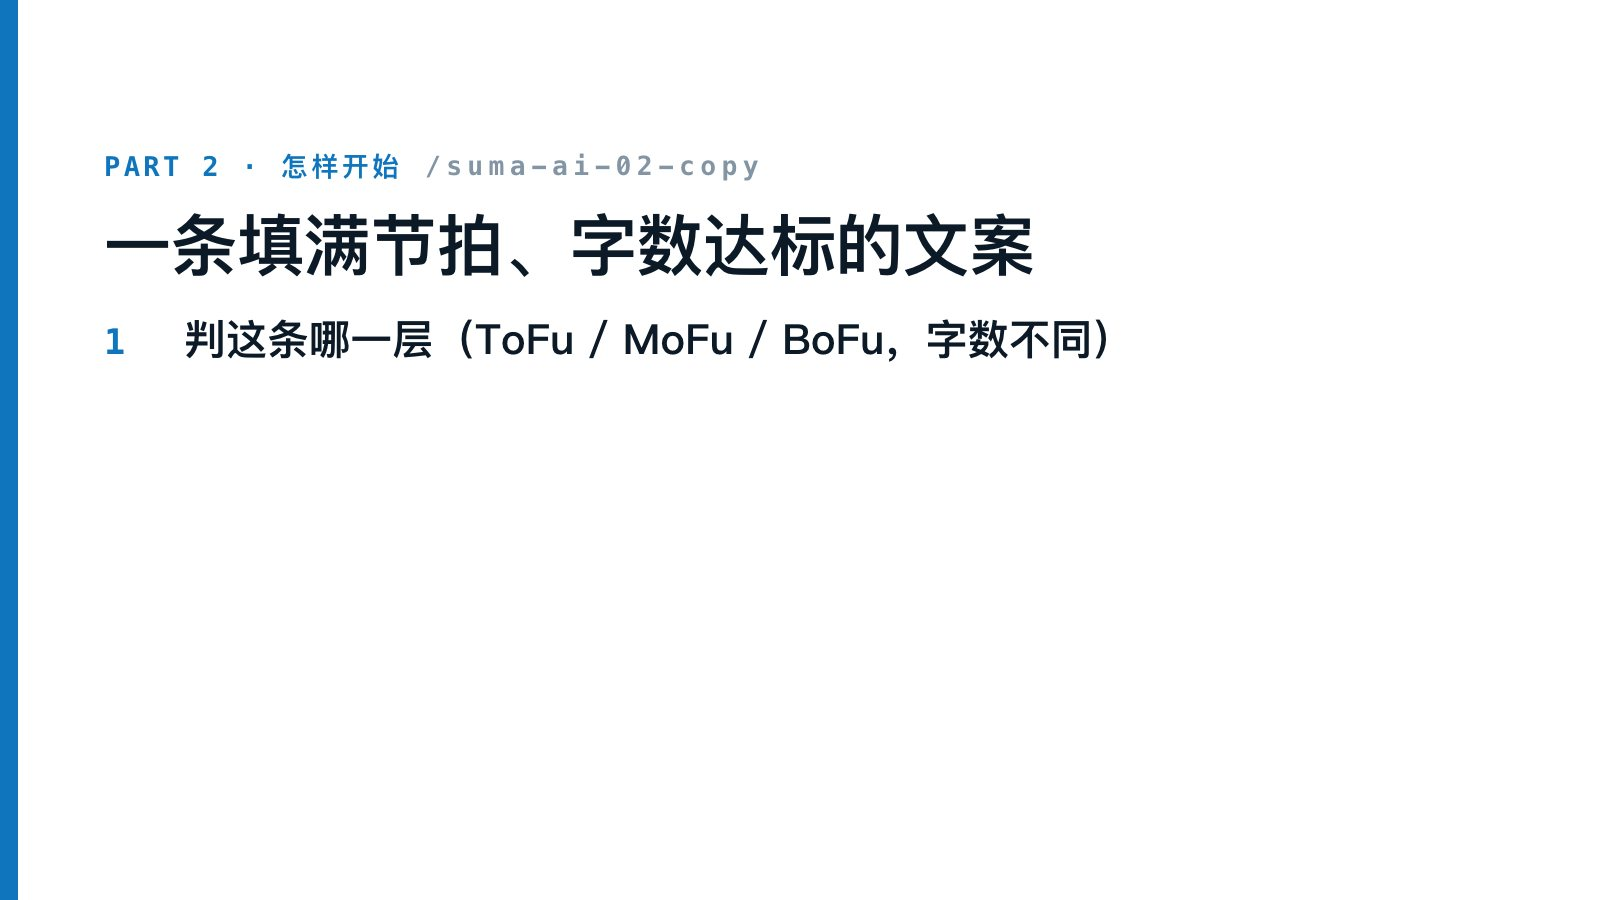 PART 2 · 怎样开始 /suma-ai-02-copy
一条填满节拍、字数达标的文案
1 判这条哪一层（ToFu / MoFu / BoFu，字数不同）